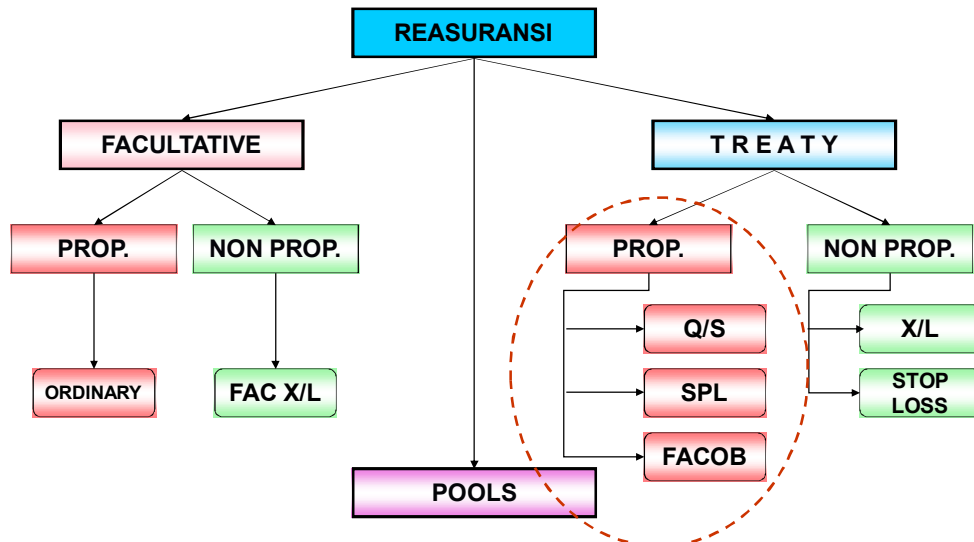 REASURANSI
FACULTATIVE
T R E A T Y
PROP.
NON PROP.
PROP.
NON PROP.
Q/S
X/L
ORDINARY
FAC X/L
SPL
STOP
LOSS
FACOB
POOLS